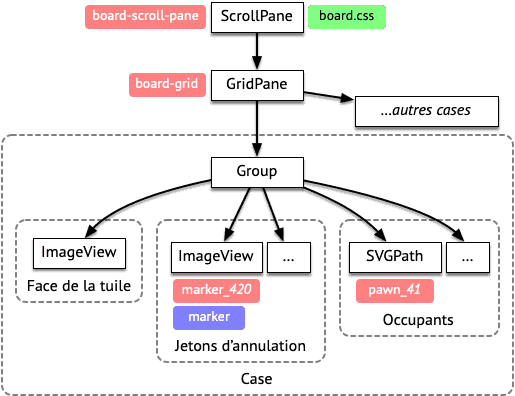 board-scroll-pane ScrollPane board.css
board-grid GridPane
...autres cases
Group
ImageView ImageView ... SVGPath ...
Face de la tuile marker_420 pawn_41
marker Occupants
Jetons d'annulation
Case